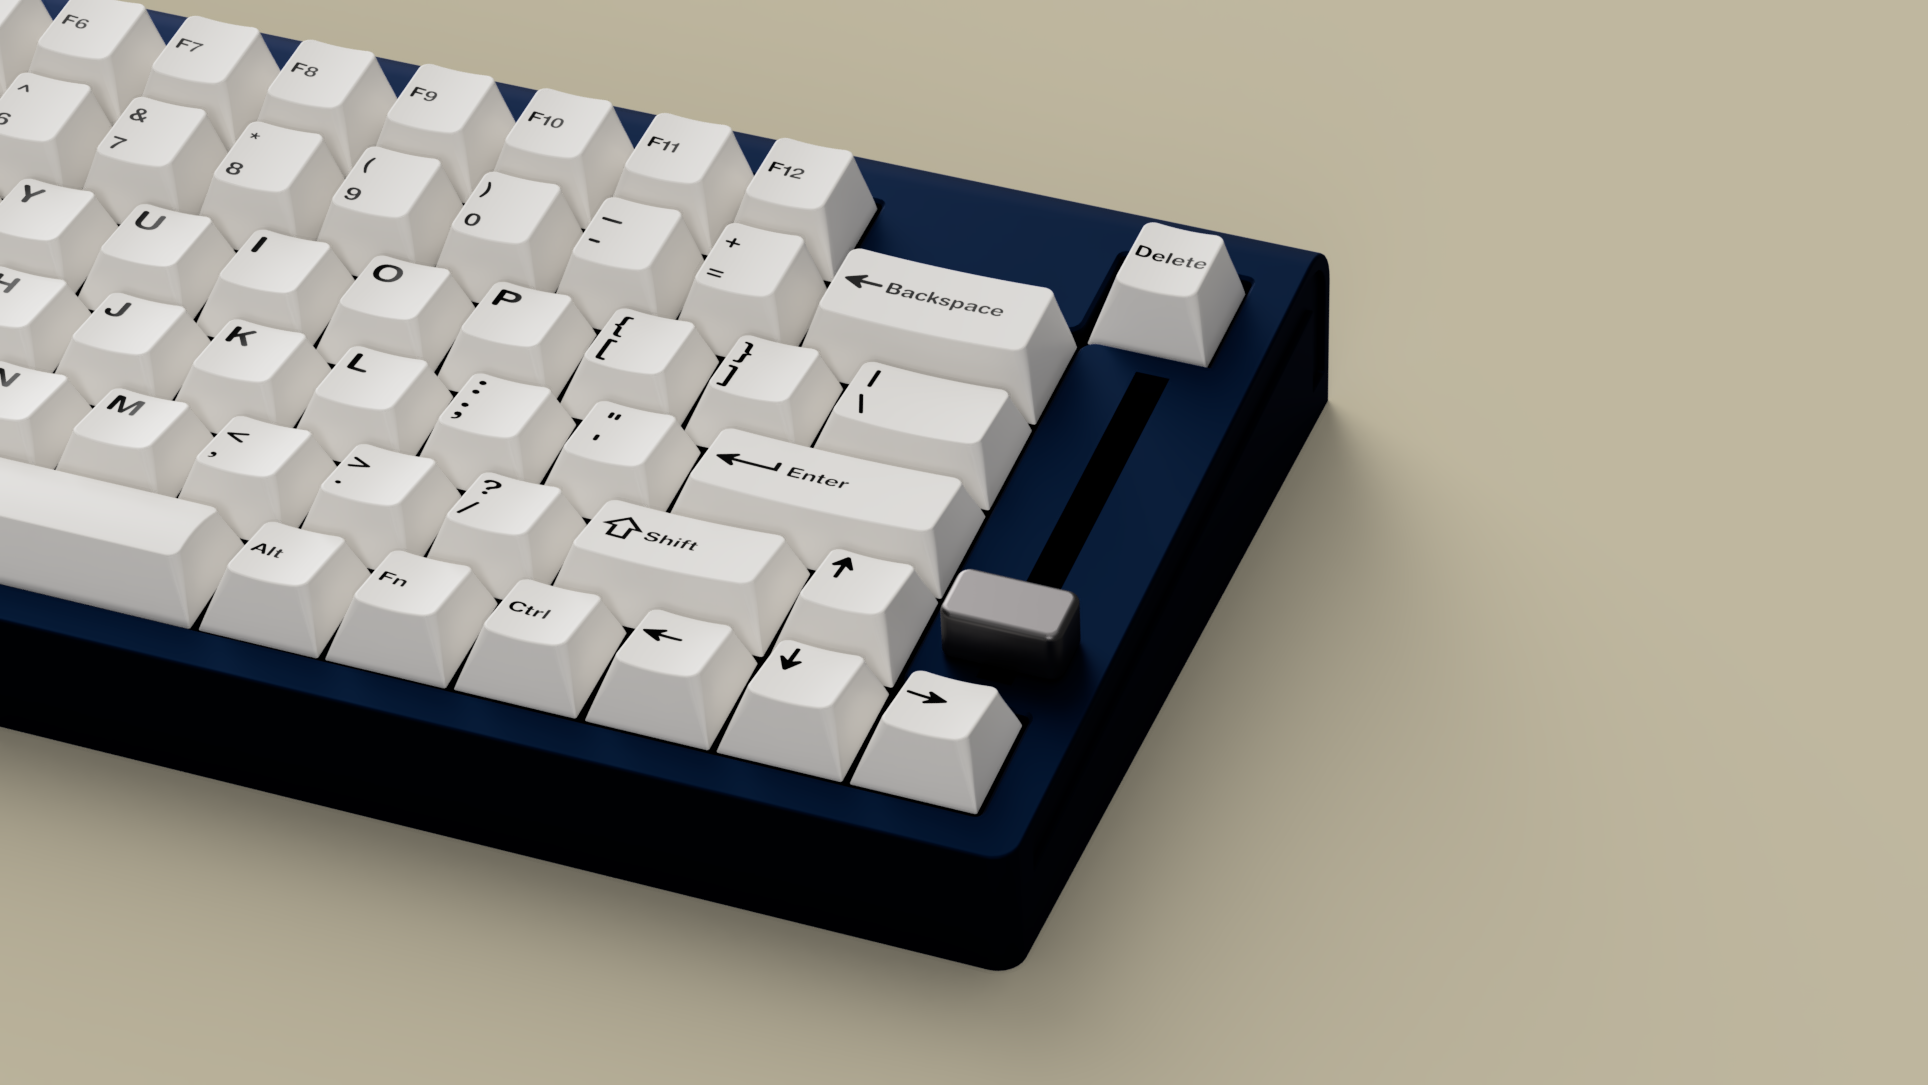 F6 F7 F8 F9 F10 F11 F12 Delete
^ 6 & 7 * 8 ( 9 ) 0 — - + = ← Backspace
Y U I O P { [ } ] / \
H J K L : ; " ' Enter
N M < , > . ? / ⇧ Shift ↑
Alt Fn Ctrl ← ↓ →